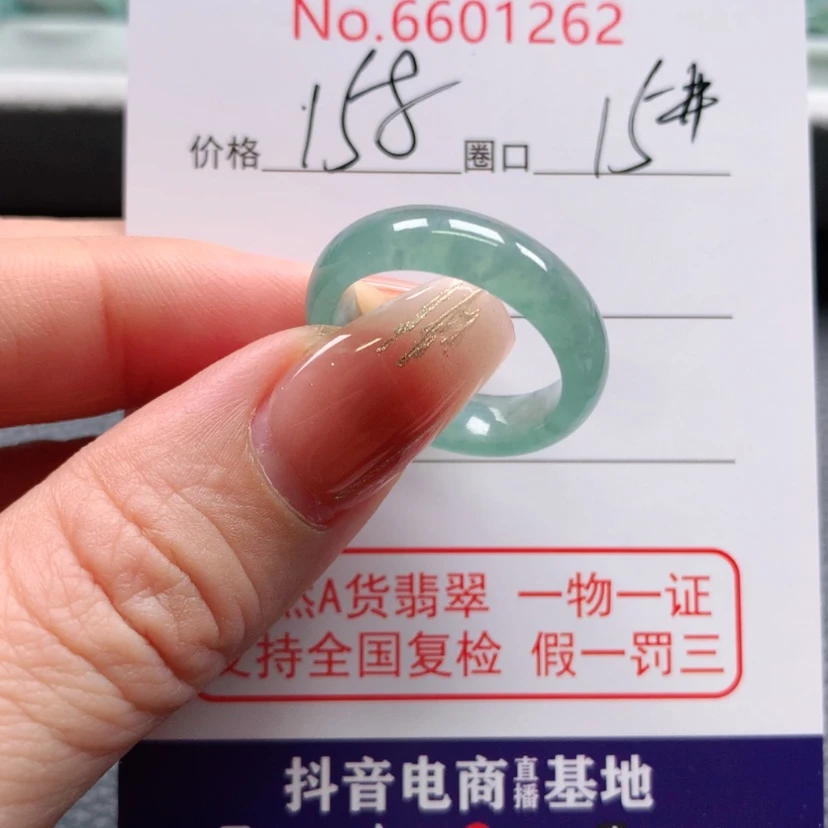 No.6601262
价格 158 圈口 15#
A货翡翠 一物一证
持全国复检 假一罚三
抖音电商直播基地